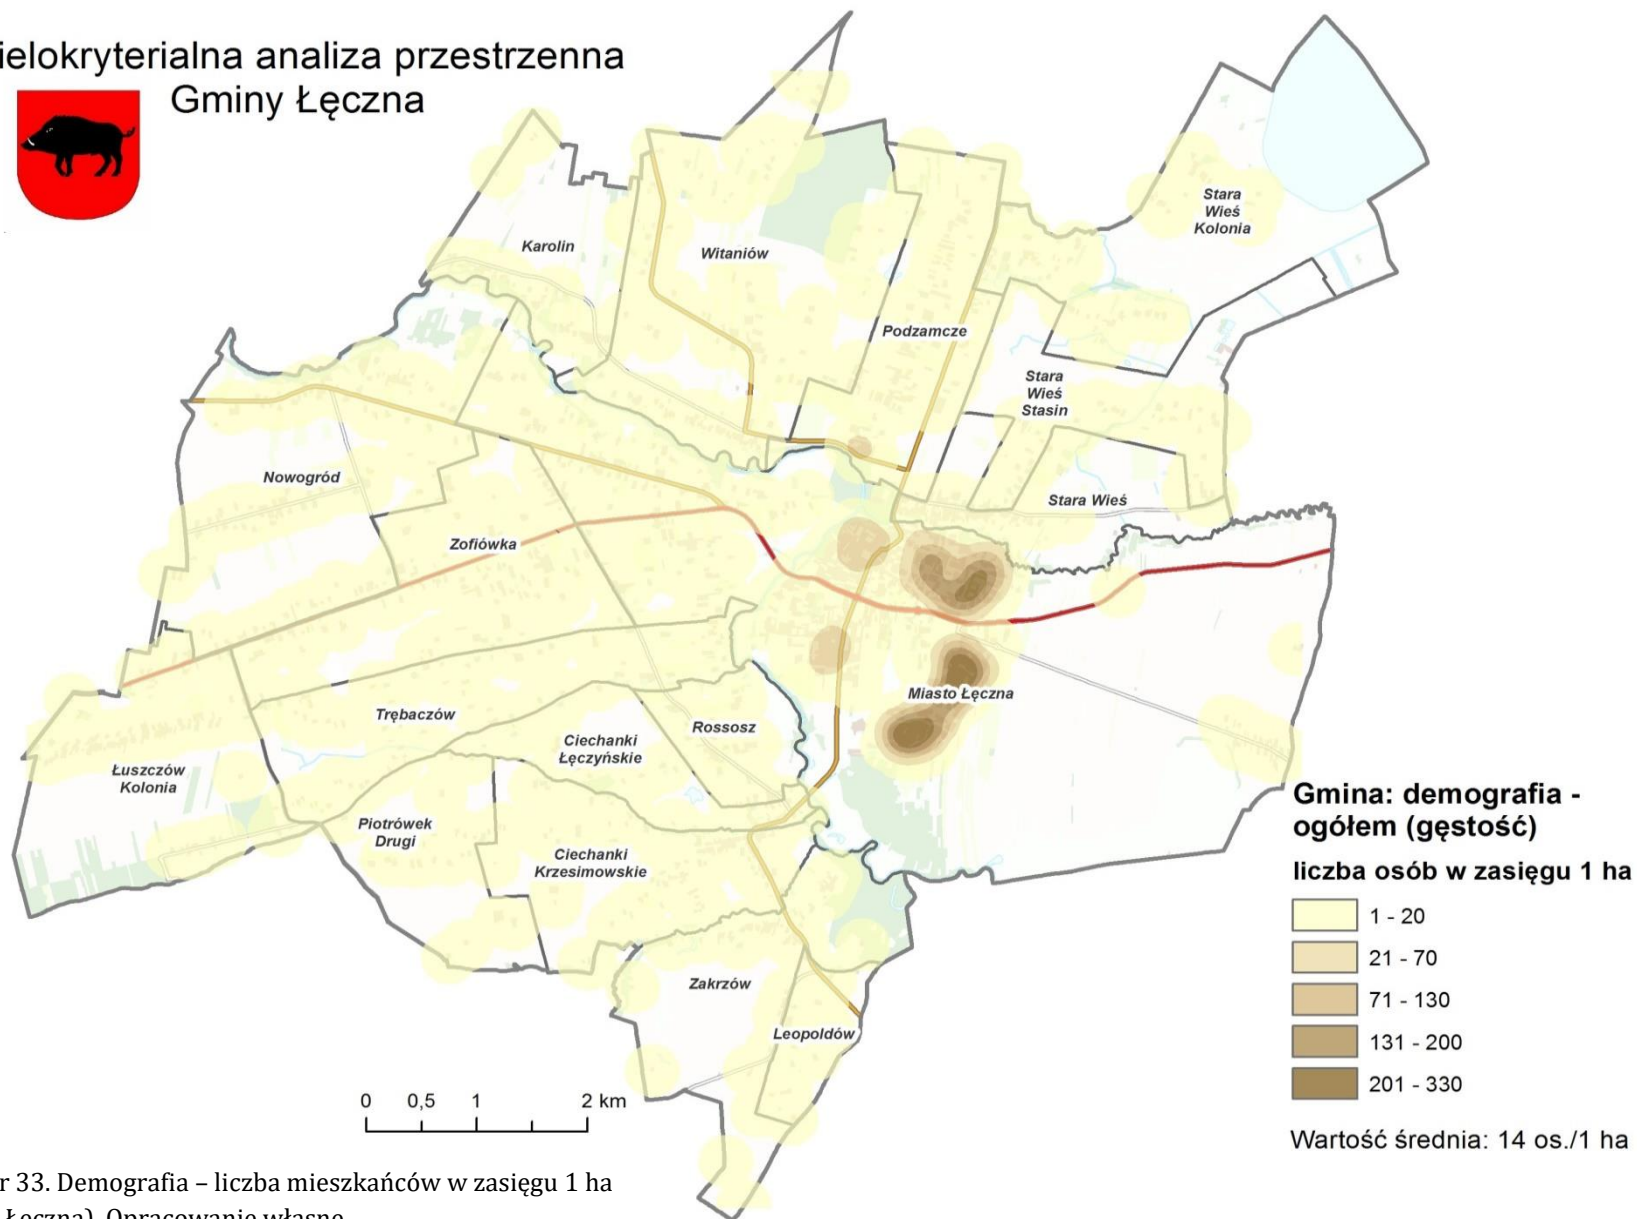 ielokryterialna analiza przestrzenna
Gminy Łęczna
Stara
Wieś
Kolonia
Karolin
Witaniów
Podzamcze
Stara
Wieś
Stasin
Nowogród
Stara Wieś
Zofiówka
Miasto Łęczna
Trębaczów
Rossosz
Ciechanki
Łęczyńskie
Łuszczów
Kolonia
Piotrówek
Drugi
Ciechanki
Krzesimowskie
Zakrzów
Leopoldów
Gmina: demografia -
ogółem (gęstość)
liczba osób w zasięgu 1 ha
1 - 20
21 - 70
71 - 130
131 - 200
201 - 330
Wartość średnia: 14 os./1 ha
0 0,5 1 2 km
r 33. Demografia – liczba mieszkańców w zasięgu 1 ha
Łęczna). Opracowanie własne